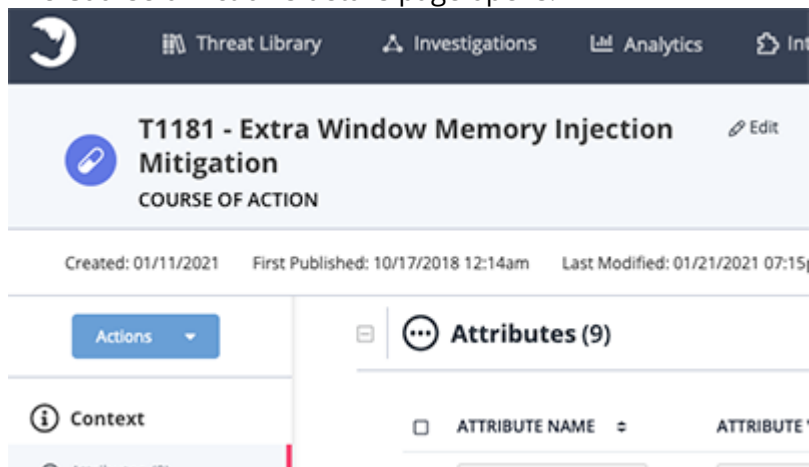 Threat Library Investigations Analytics
T1181 - Extra Window Memory Injection Edit
Mitigation
COURSE OF ACTION
Created: 01/11/2021 First Published: 10/17/2018 12:14am Last Modified: 01/21/2021 07:15p
Actions Attributes (9)
Context
ATTRIBUTE NAME ATTRIBUTE